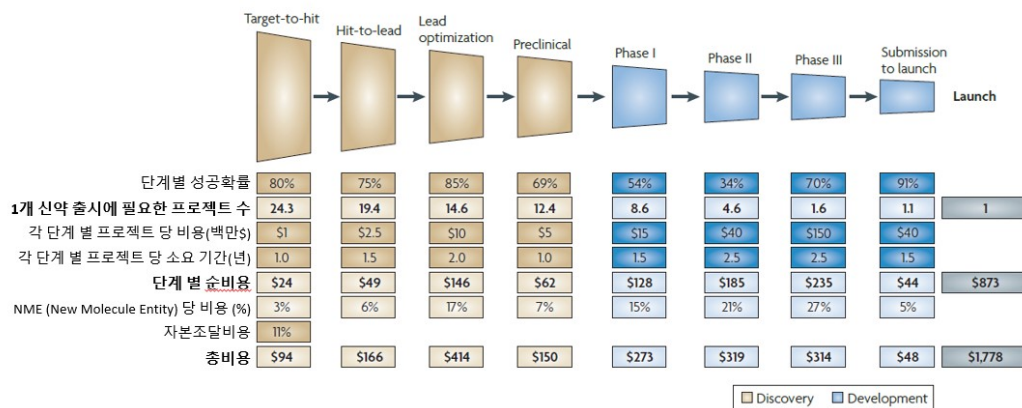 Target-to-hit
Hit-to-lead
Lead
optimization
Preclinical
Phase I
Phase II
Phase III
Submission
to launch
Launch
단계별 성공확률 80% 75% 85% 69% 54% 34% 70% 91%
1개 신약 출시에 필요한 프로젝트 수 24.3 19.4 14.6 12.4 8.6 4.6 1.6 1.1 1
각 단계 별 프로젝트 당 비용(백만$) $1 $2.5 $10 $5 $15 $40 $150 $40
각 단계 별 프로젝트 당 소요 기간(년) 1.0 1.5 2.0 1.0 1.5 2.5 2.5 1.5
단계 별 순비용 $24 $49 $146 $62 $128 $185 $235 $44 $873
NME (New Molecule Entity) 당 비용 (%) 3% 6% 17% 7% 15% 21% 27% 5%
자본조달비용 11%
총비용 $94 $166 $414 $150 $273 $319 $314 $48 $1,778
Discovery Development